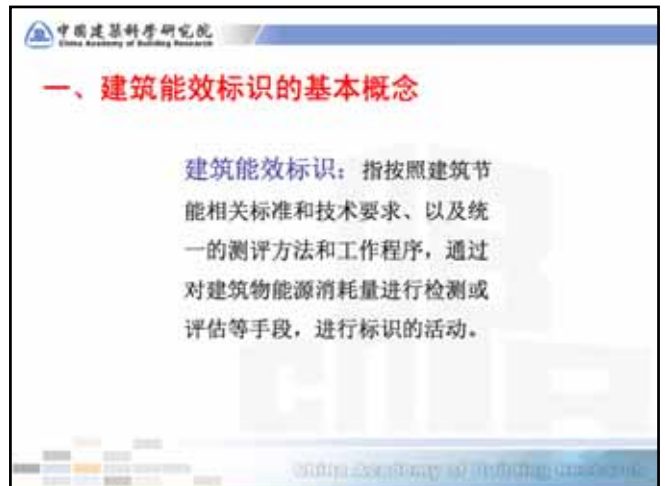 中国建筑科学研究院
China Academy of Building Research
一、建筑能效标识的基本概念
建筑能效标识：指按照建筑节
能相关标准和技术要求、以及统
一的测评方法和工作程序，通过
对建筑物能源消耗量进行检测或
评估等手段，进行标识的活动。
China Academy of Building Research